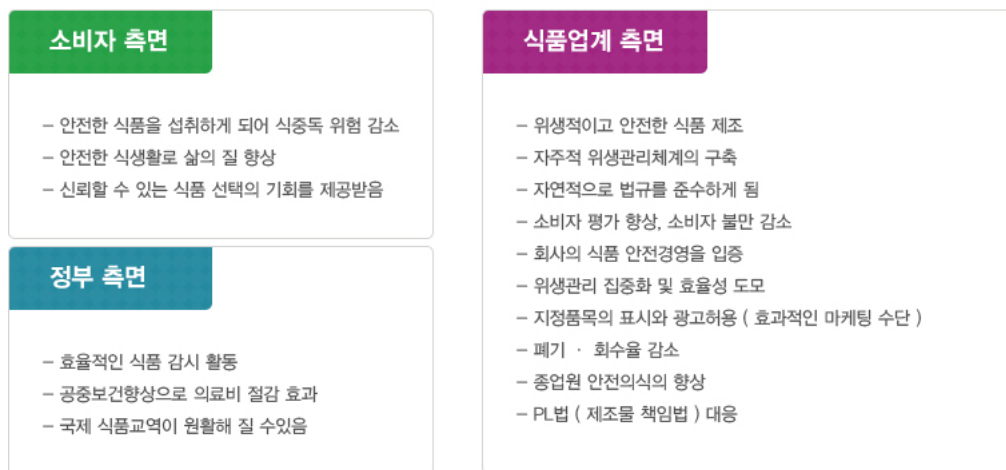 소비자 측면
- 안전한 식품을 섭취하게 되어 식중독 위험 감소
- 안전한 식생활로 삶의 질 향상
- 신뢰할 수 있는 식품 선택의 기회를 제공받음
정부 측면
- 효율적인 식품 감시 활동
- 공중보건향상으로 의료비 절감 효과
- 국제 식품교역이 원활해 질 수있음
식품업계 측면
- 위생적이고 안전한 식품 제조
- 자주적 위생관리체계의 구축
- 자연적으로 법규를 준수하게 됨
- 소비자 평가 향상, 소비자 불만 감소
- 회사의 식품 안전경영을 입증
- 위생관리 집중화 및 효율성 도모
- 지정품목의 표시와 광고허용 ( 효과적인 마케팅 수단 )
- 폐기 · 회수율 감소
- 종업원 안전의식의 향상
- PL법 ( 제조물 책임법 ) 대응